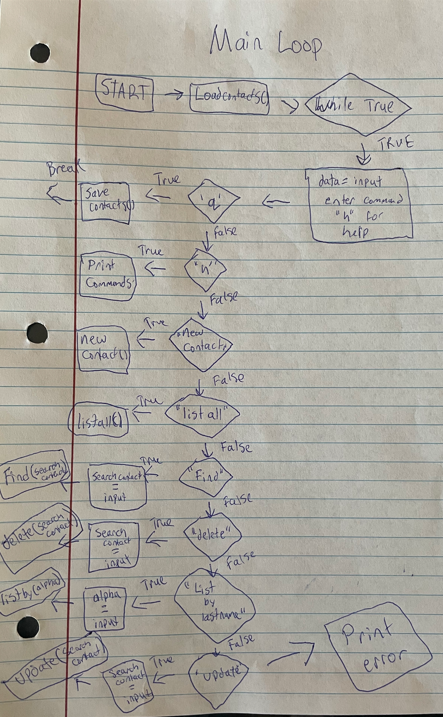 Main Loop
START
Loadcontacts()
While True
TRUE
data = input
enter command
"h" for
help
'q'
True
Save
Contacts()
Break
False
'h'
True
Print
Commands
False
"new
Contact"
True
new
Contact()
False
"list all"
True
listall()
False
"Find"
True
Search contact
=
input
Find(search
contact)
False
"delete"
True
Search
contact
=
input
delete(search
contact)
False
"List
by
lastname"
True
alpha
=
input
listby(alpha)
False
"update"
True
Search
contact
=
input
UPDate(search
contact)
Print
error